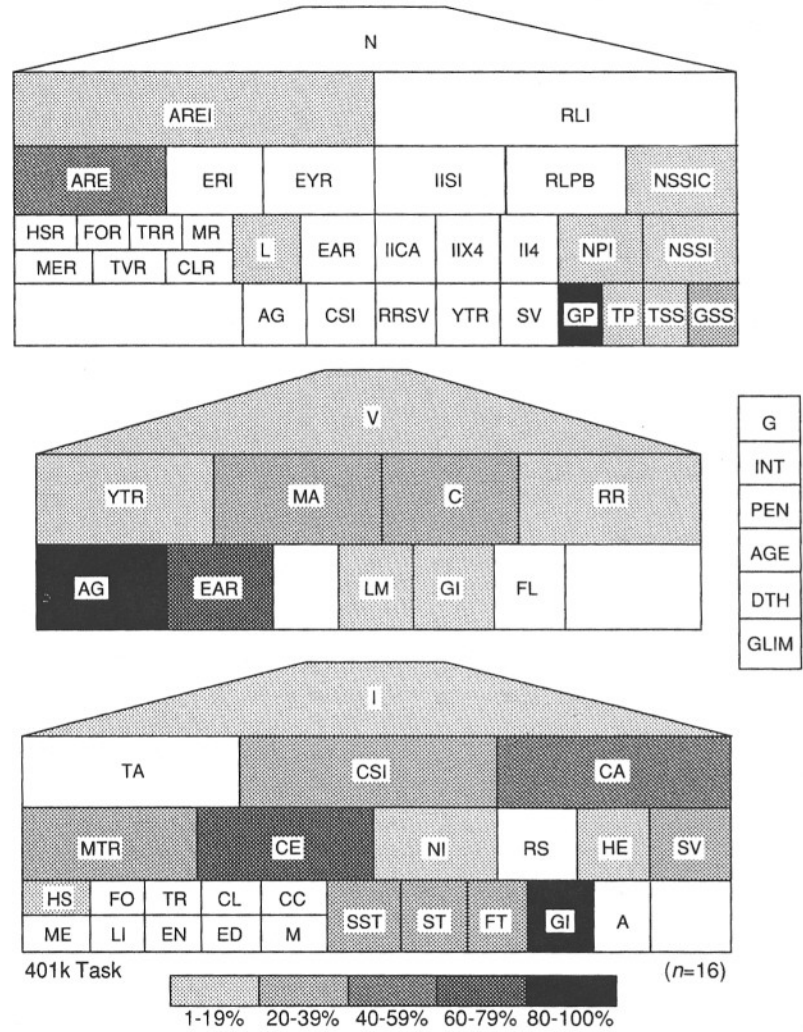 N
AREI RLI
ARE ERI EYR IISI RLPB NSSIC
HSR FOR TRR MR L EAR IICA IIX4 II4 NPI NSSI
MER TVR CLR
AG CSI RRSV YTR SV GP TP TSS GSS
V
YTR MA C RR
AG EAR LM GI FL
G
INT
PEN
AGE
DTH
GLIM
I
TA CSI CA
MTR CE NI RS HE SV
HS FO TR CL CC SST ST FT GI A
ME LI EN ED M
401k Task (n=16)
1-19% 20-39% 40-59% 60-79% 80-100%